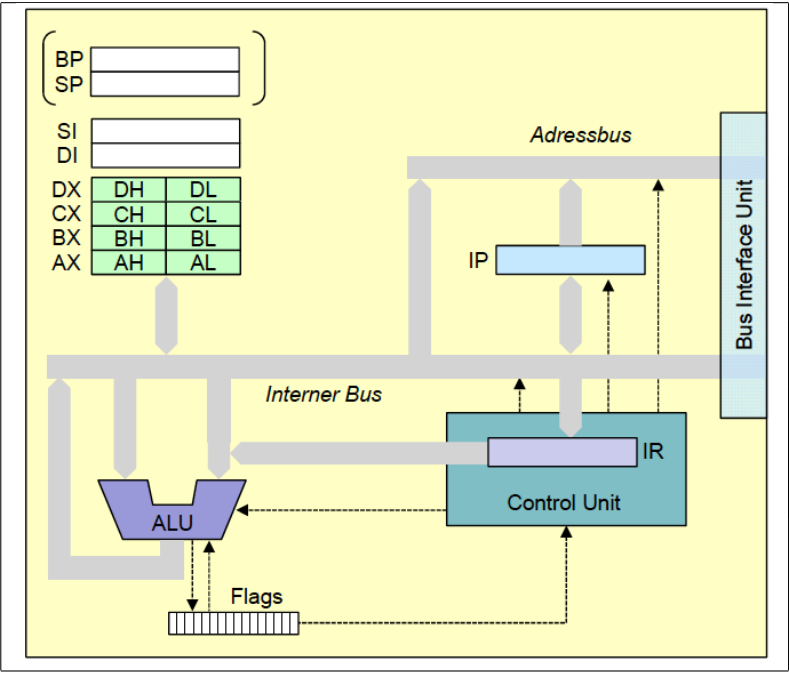 BP
SP
SI
DI
DX DH DL
CX CH CL
BX BH BL
AX AH AL
Adressbus
IP
Bus Interface Unit
Interner Bus
IR
Control Unit
ALU
Flags